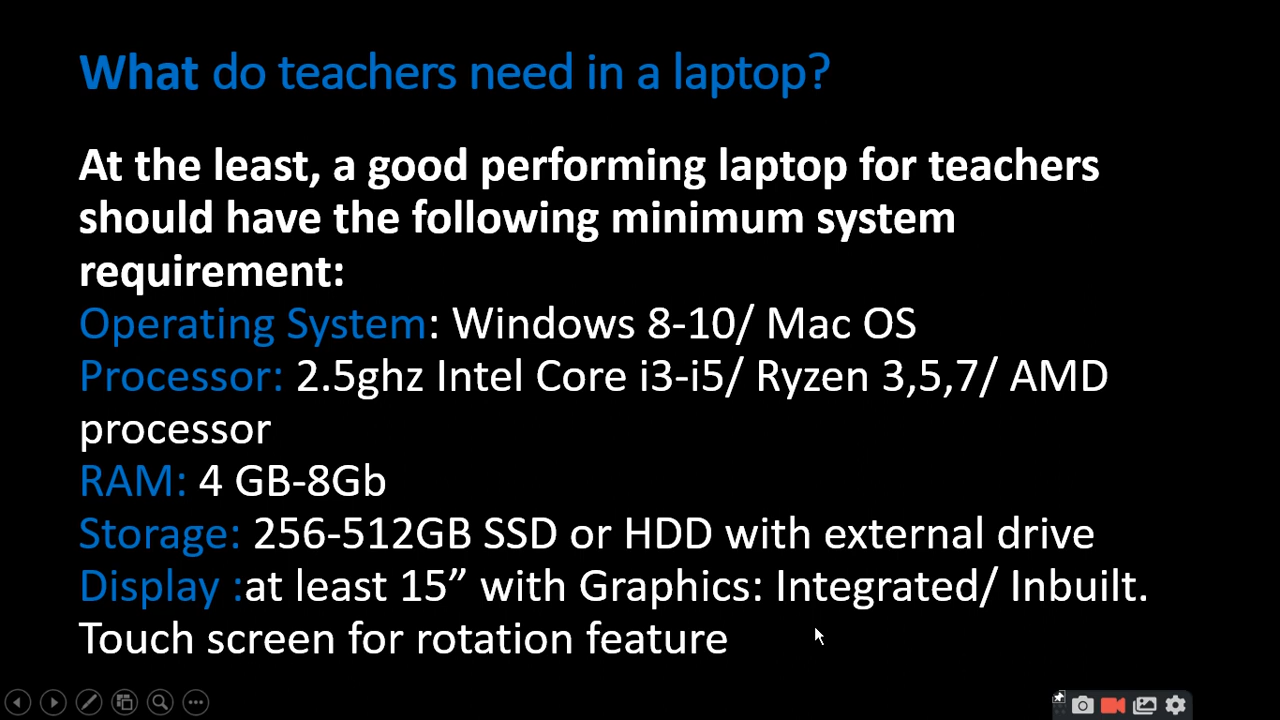 What do teachers need in a laptop?
At the least, a good performing laptop for teachers
should have the following minimum system
requirement:
Operating System: Windows 8-10/ Mac OS
Processor: 2.5ghz Intel Core i3-i5/ Ryzen 3,5,7/ AMD
processor
RAM: 4 GB-8Gb
Storage: 256-512GB SSD or HDD with external drive
Display :at least 15” with Graphics: Integrated/ Inbuilt.
Touch screen for rotation feature